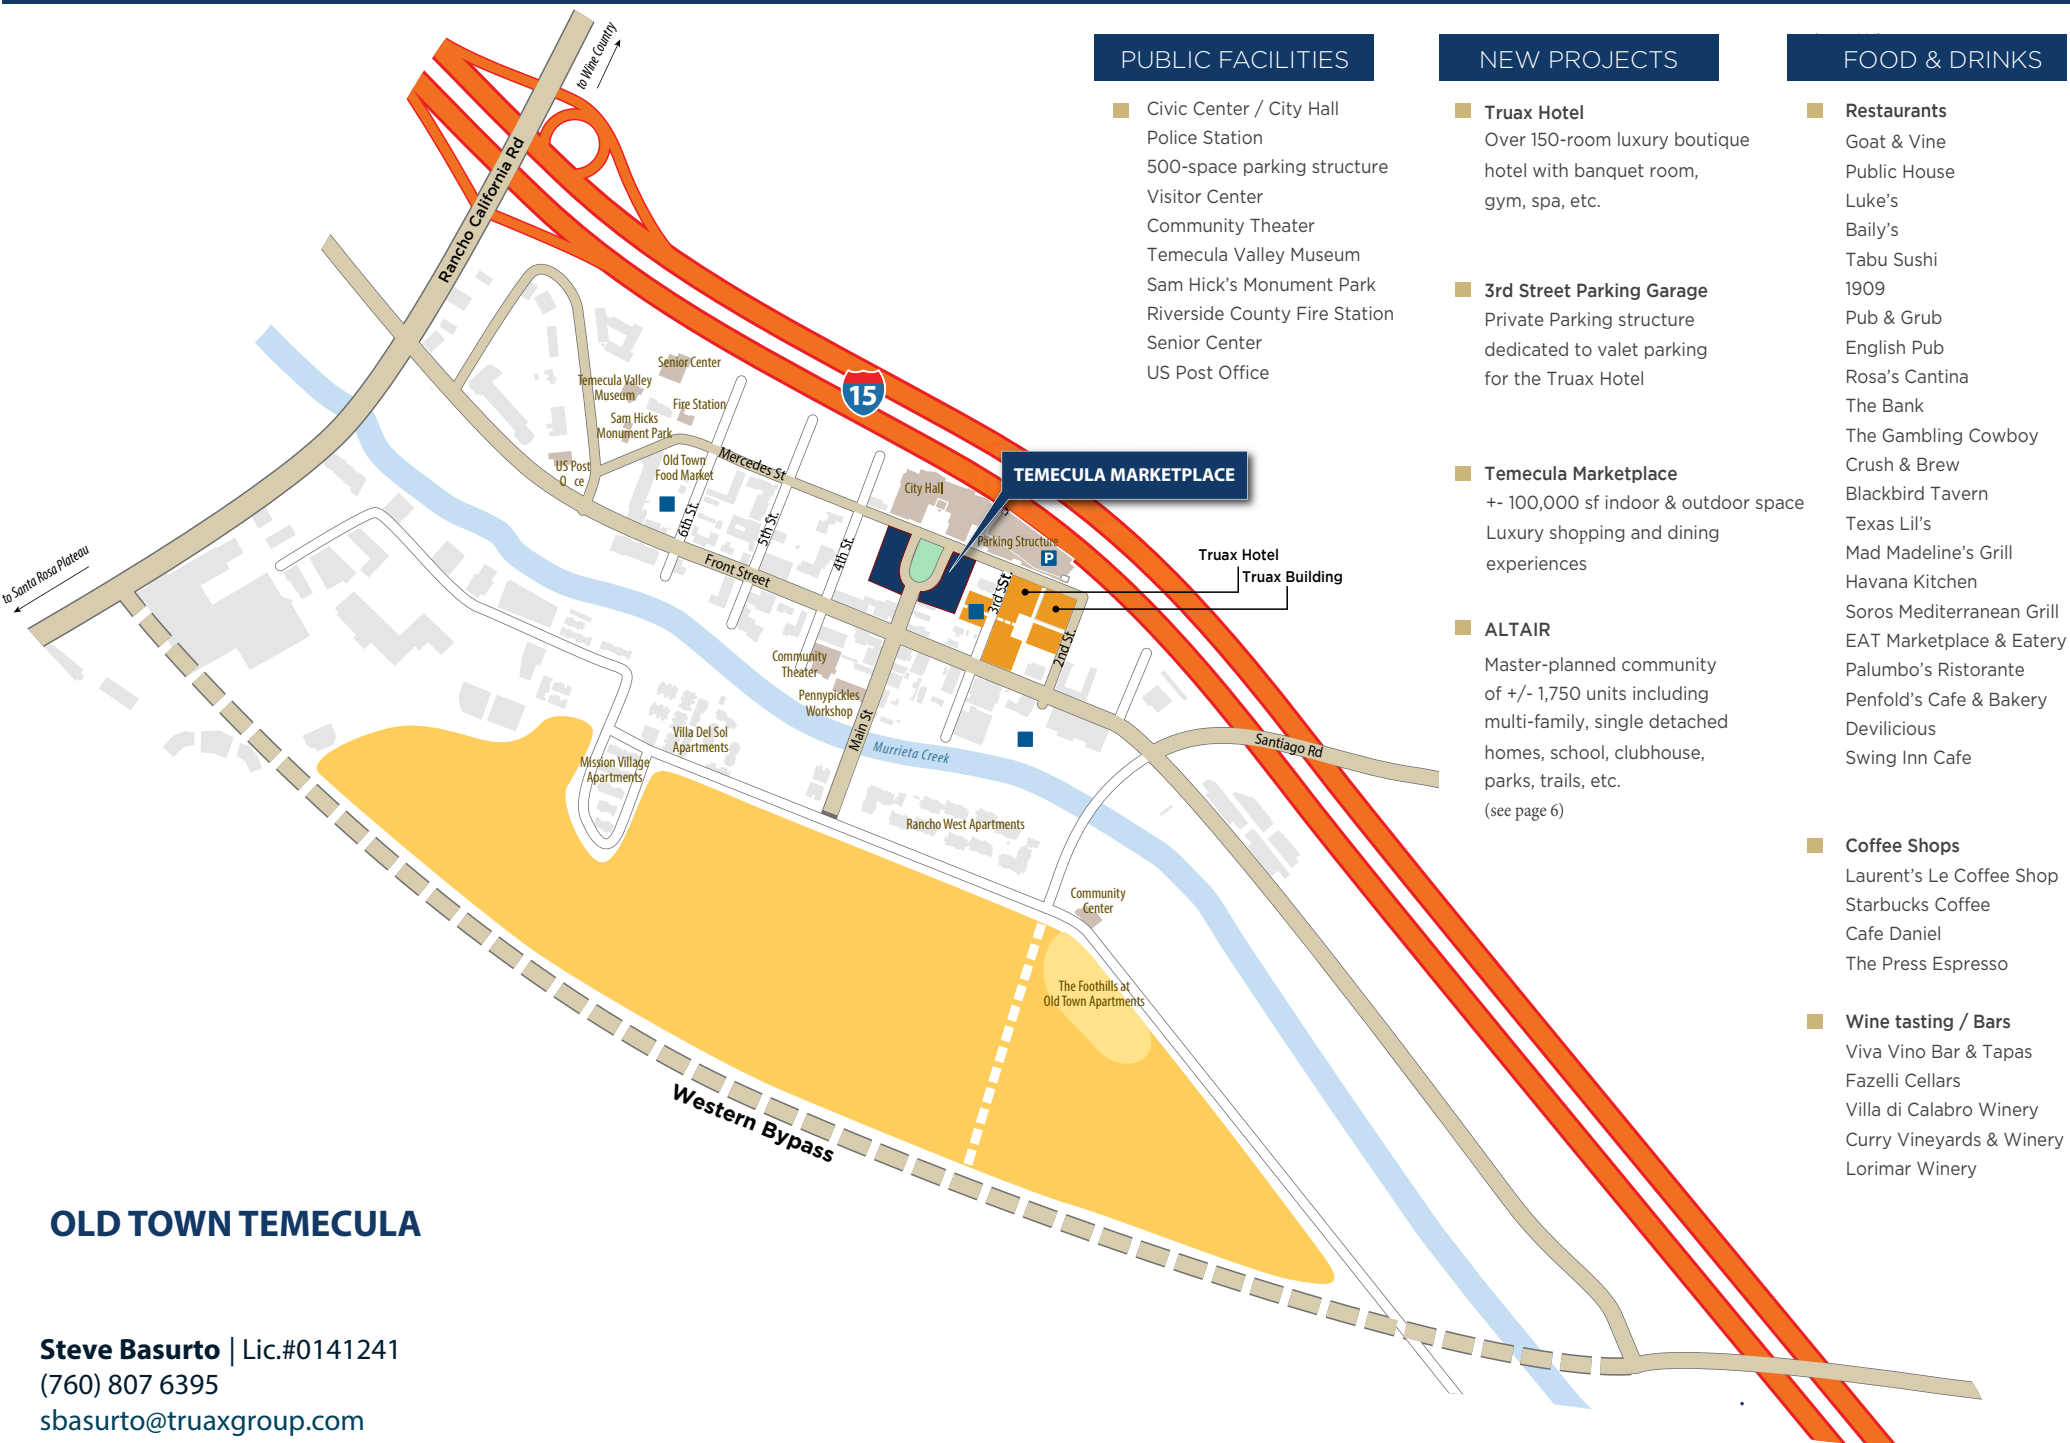 to Wine Country
Rancho California Rd
to Santa Rosa Plateau
15
Senior Center
Temecula Valley
Museum
Fire Station
Sam Hicks
Monument Park
US Post
O ce
Old Town
Food Market
Mercedes St
6th St.
5th St.
4th St.
Front Street
City Hall
TEMECULA MARKETPLACE
Parking Structure
P
3rd St.
2nd St.
Truax Hotel
Truax Building
Community
Theater
Pennypickles
Workshop
Main St
Murrieta Creek
Santiago Rd
Villa Del Sol
Apartments
Mission Village
Apartments
Rancho West Apartments
Community
Center
The Foothills at
Old Town Apartments
Western Bypass
PUBLIC FACILITIES
Civic Center / City Hall
Police Station
500-space parking structure
Visitor Center
Community Theater
Temecula Valley Museum
Sam Hick's Monument Park
Riverside County Fire Station
Senior Center
US Post Office
NEW PROJECTS
Truax Hotel
Over 150-room luxury boutique
hotel with banquet room,
gym, spa, etc.
3rd Street Parking Garage
Private Parking structure
dedicated to valet parking
for the Truax Hotel
Temecula Marketplace
+- 100,000 sf indoor & outdoor space
Luxury shopping and dining
experiences
ALTAIR
Master-planned community
of +/- 1,750 units including
multi-family, single detached
homes, school, clubhouse,
parks, trails, etc.
(see page 6)
FOOD & DRINKS
Restaurants
Goat & Vine
Public House
Luke's
Baily's
Tabu Sushi
1909
Pub & Grub
English Pub
Rosa's Cantina
The Bank
The Gambling Cowboy
Crush & Brew
Blackbird Tavern
Texas Lil's
Mad Madeline's Grill
Havana Kitchen
Soros Mediterranean Grill
EAT Marketplace & Eatery
Palumbo's Ristorante
Penfold's Cafe & Bakery
Devilicious
Swing Inn Cafe
Coffee Shops
Laurent's Le Coffee Shop
Starbucks Coffee
Cafe Daniel
The Press Espresso
Wine tasting / Bars
Viva Vino Bar & Tapas
Fazelli Cellars
Villa di Calabro Winery
Curry Vineyards & Winery
Lorimar Winery
OLD TOWN TEMECULA
Steve Basurto | Lic.#0141241
(760) 807 6395
sbasurto@truaxgroup.com